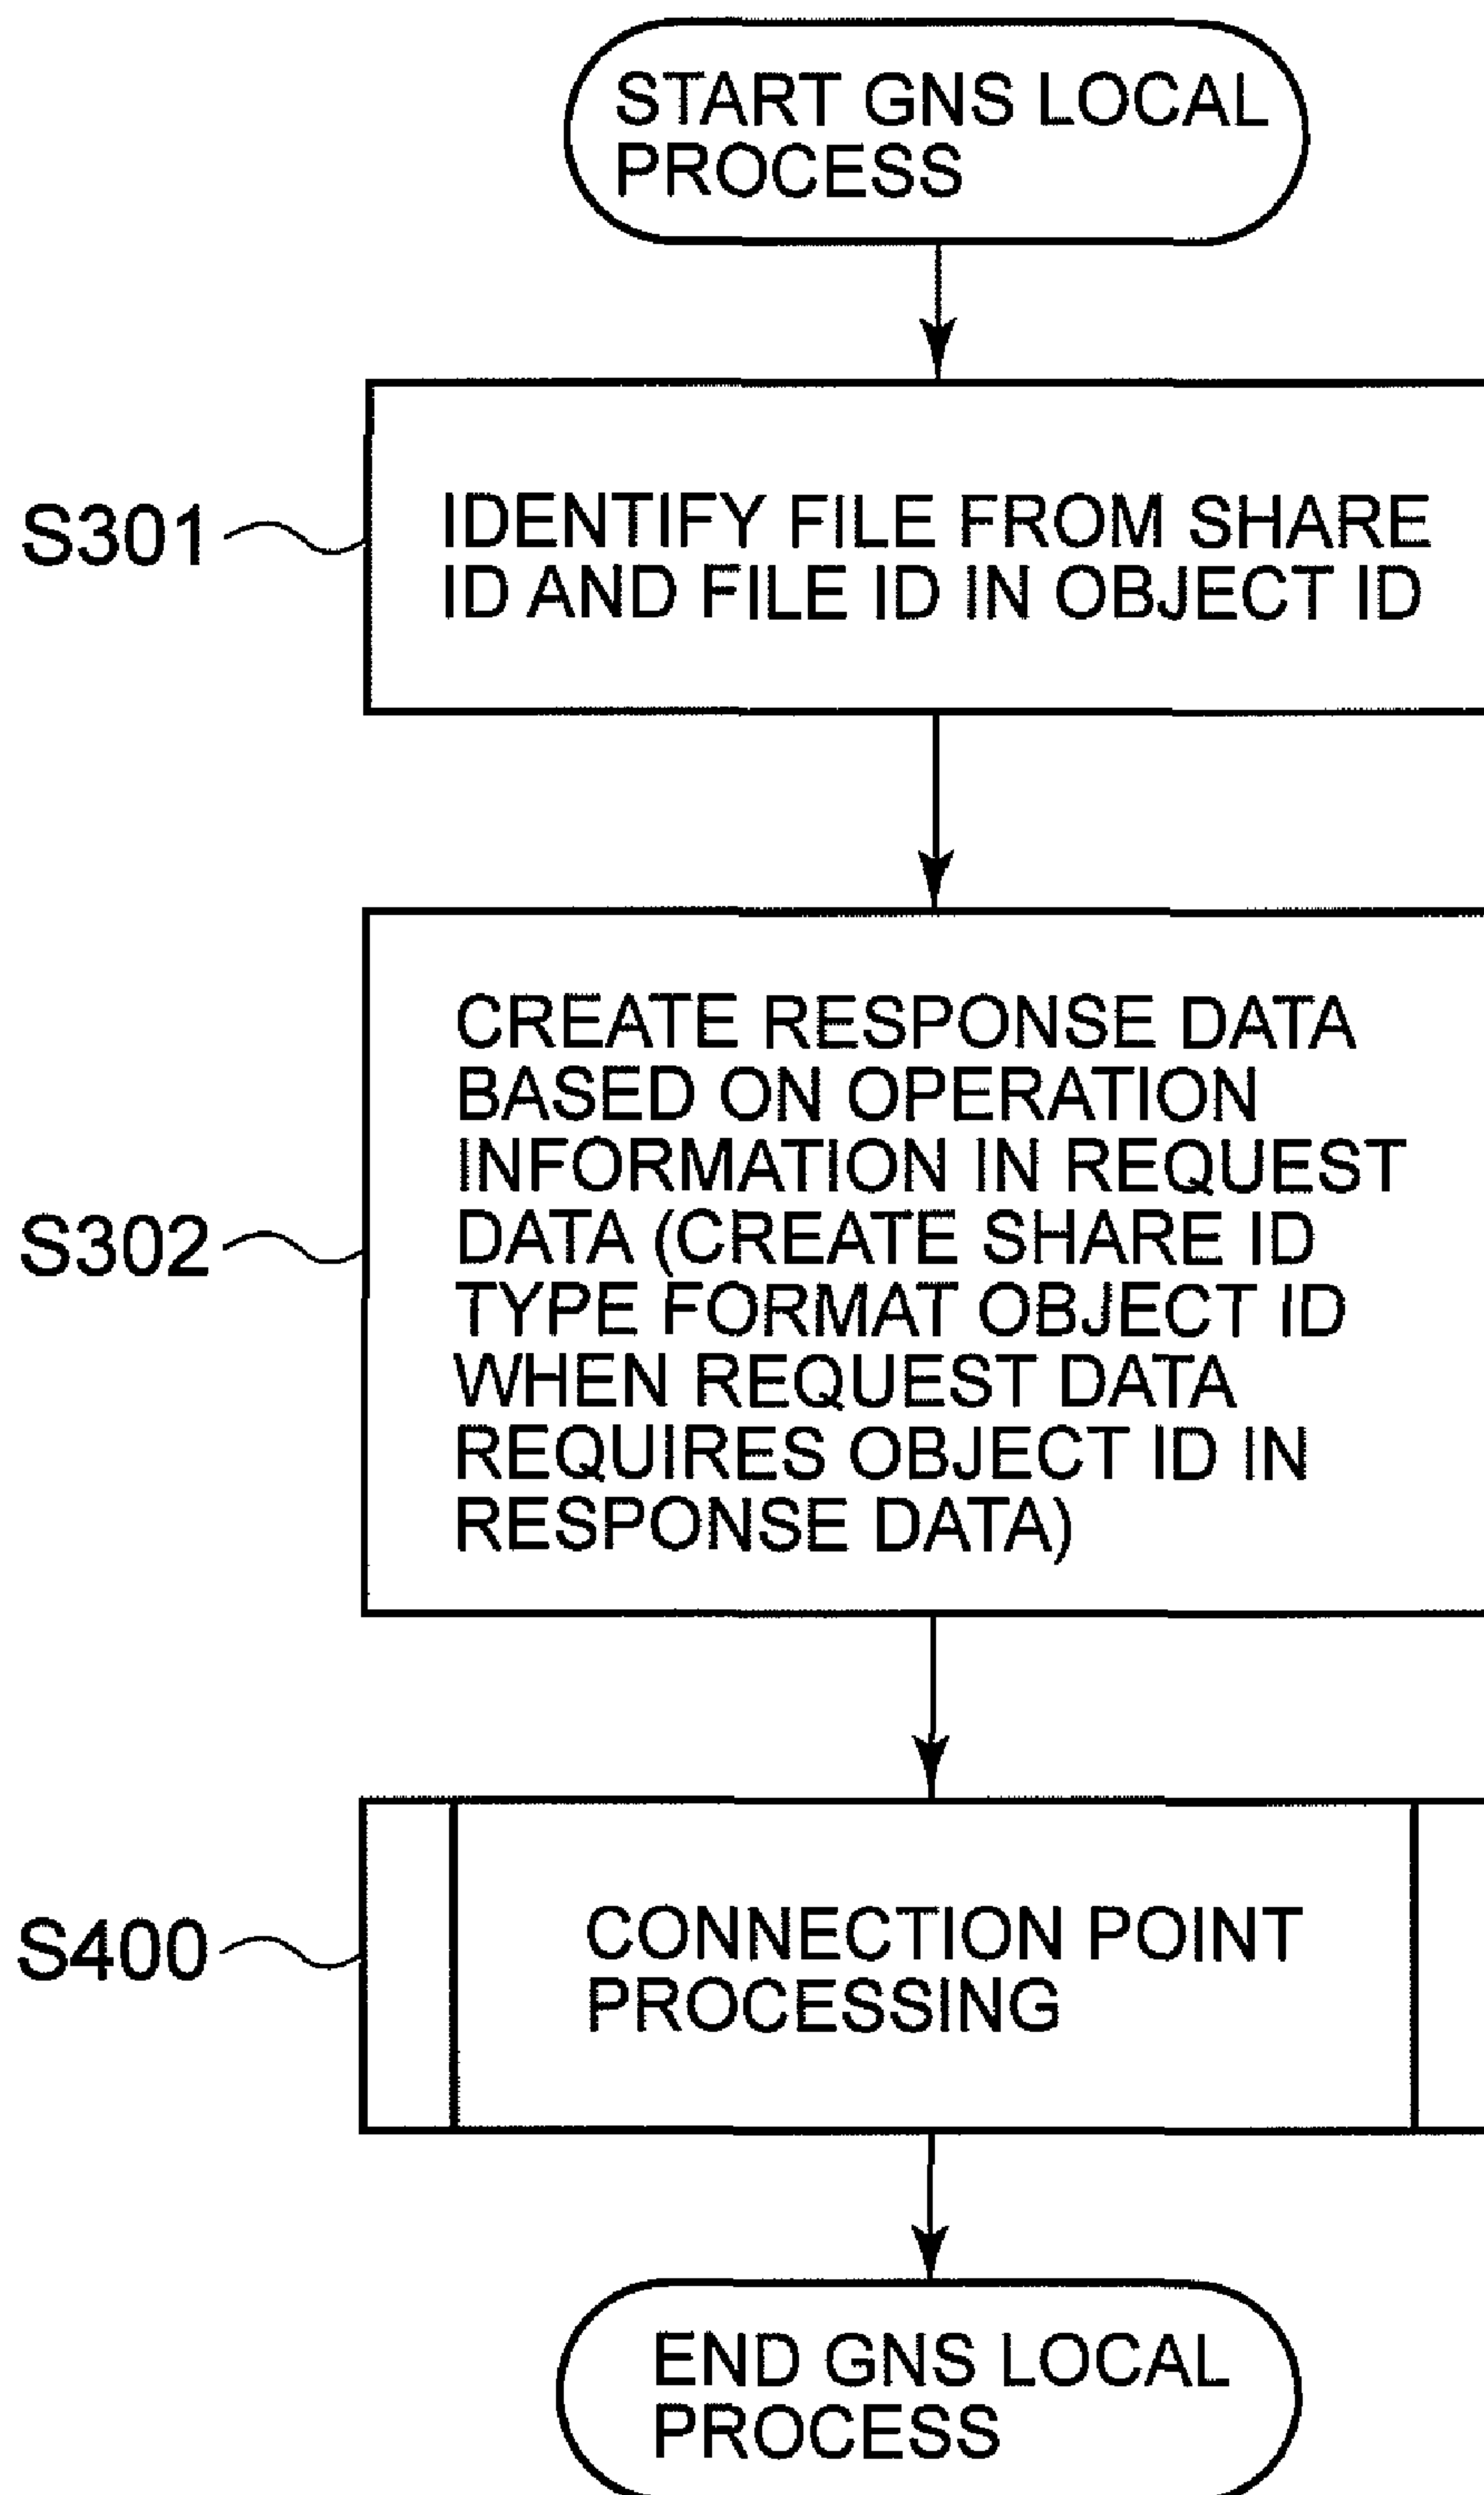 START GNS LOCAL
PROCESS
S301
IDENTIFY FILE FROM SHARE
ID AND FILE ID IN OBJECT ID
S302
CREATE RESPONSE DATA
BASED ON OPERATION
INFORMATION IN REQUEST
DATA (CREATE SHARE ID
TYPE FORMAT OBJECT ID
WHEN REQUEST DATA
REQUIRES OBJECT ID IN
RESPONSE DATA)
S400
CONNECTION POINT
PROCESSING
END GNS LOCAL
PROCESS